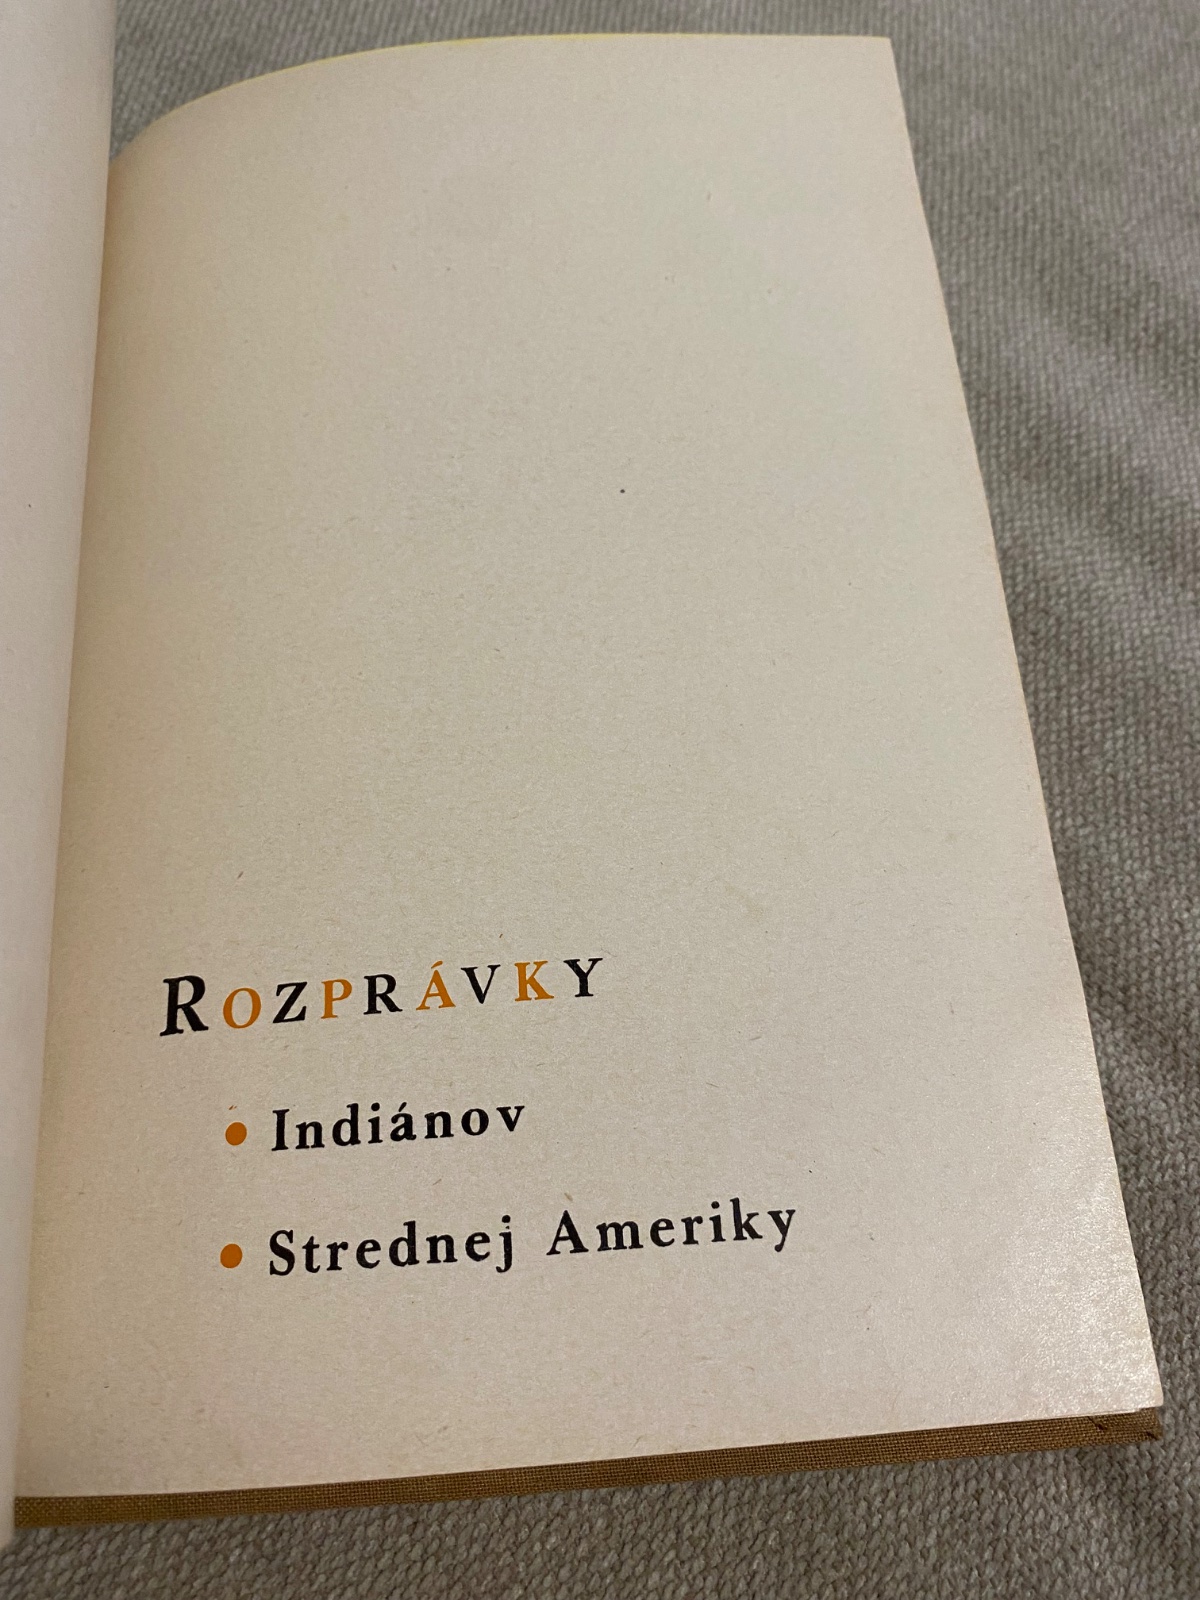 ROZPRÁVKY
• Indiánov
• Strednej Ameriky